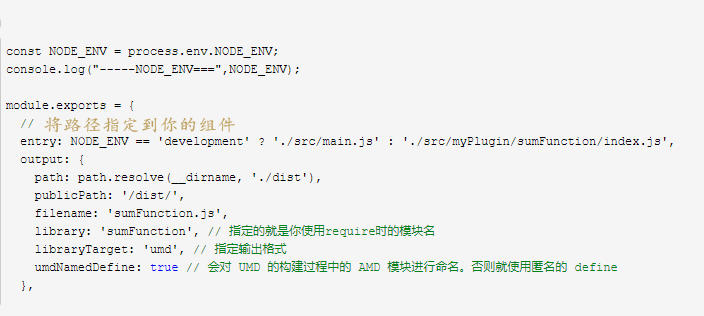 const NODE_ENV = process.env.NODE_ENV;
console.log("-----NODE_ENV===",NODE_ENV);
module.exports = {
// 将路径指定到你的组件
entry: NODE_ENV == 'development' ? './src/main.js' : './src/myPlugin/sumFunction/index.js',
output: {
path: path.resolve(__dirname, './dist'),
publicPath: '/dist/',
filename: 'sumFunction.js',
library: 'sumFunction', // 指定的就是你使用require时的模块名
libraryTarget: 'umd', // 指定输出格式
umdNamedDefine: true // 会对 UMD 的构建过程中的 AMD 模块进行命名。否则就使用匿名的 define
},